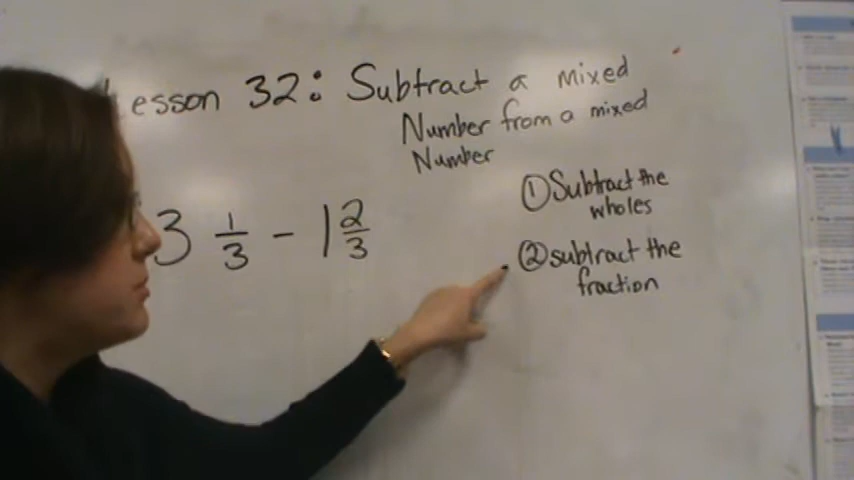 Lesson 32: Subtract a mixed
Number from a mixed
Number
① Subtract the
wholes
3 1/3 - 1 2/3
② subtract the
fraction